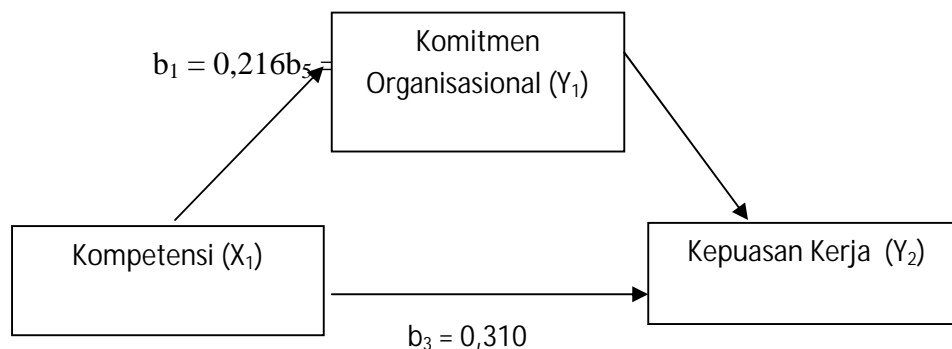 Komitmen
Organisasional (Y₁)
b₁ = 0,216b₅ =
Kompetensi (X₁)
Kepuasan Kerja (Y₂)
b₃ = 0,310